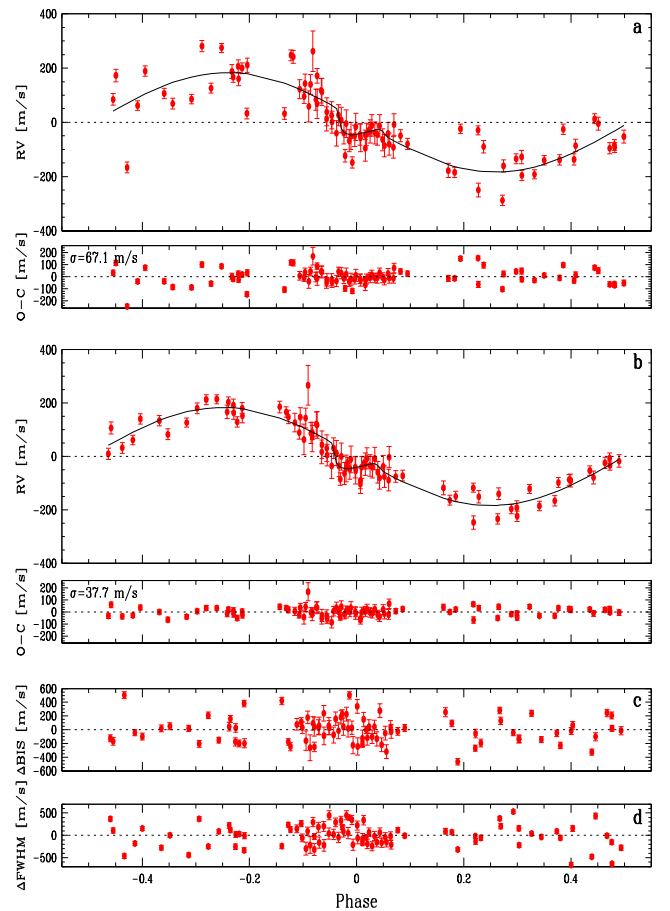 a
400
200
0
−200
−400
RV [m/s]
σ=67.1 m/s
200
100
0
−100
−200
O−C [m/s]
b
400
200
0
−200
−400
RV [m/s]
σ=37.7 m/s
200
100
0
−100
−200
O−C [m/s]
c
600
400
200
0
−200
−400
−600
ΔBIS [m/s]
d
500
0
−500
ΔFWHM [m/s]
−0.4
−0.2
0
0.2
0.4
Phase